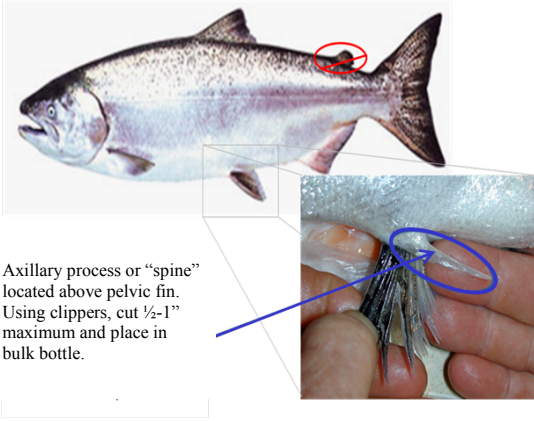 Axillary process or “spine”
located above pelvic fin.
Using clippers, cut ½-1”
maximum and place in
bulk bottle.